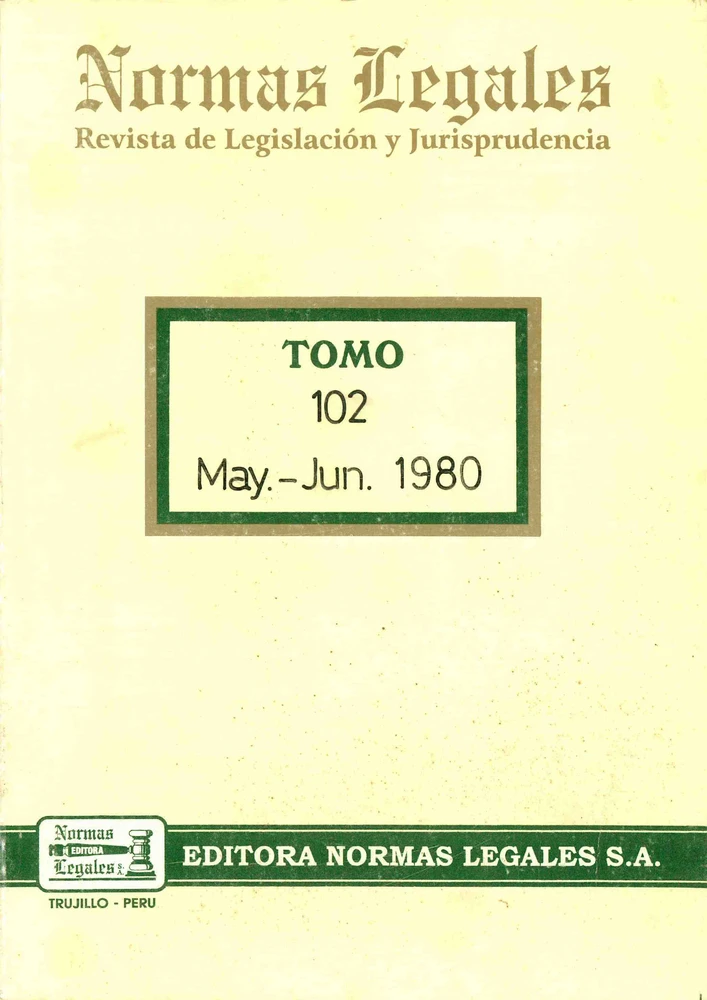 Normas Legales
Revista de Legislación y Jurisprudencia
TOMO
102
May.-Jun. 1980
Normas
EDITORA
Legales S.A.
EDITORA NORMAS LEGALES S.A.
TRUJILLO - PERU